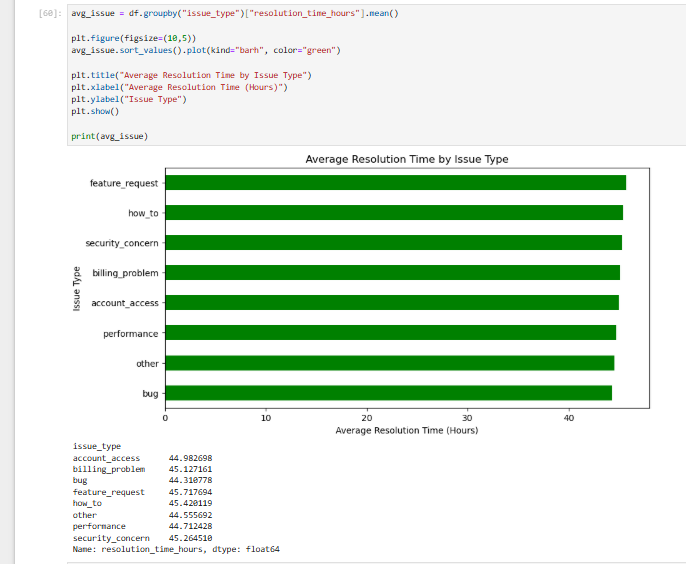 [60]: avg_issue = df.groupby("issue_type")["resolution_time_hours"].mean()
plt.figure(figsize=(10,5))
avg_issue.sort_values().plot(kind="barh", color="green")
plt.title("Average Resolution Time by Issue Type")
plt.xlabel("Average Resolution Time (Hours)")
plt.ylabel("Issue Type")
plt.show()
print(avg_issue)
Average Resolution Time by Issue Type
Issue Type
feature_request
how_to
security_concern
billing_problem
account_access
performance
other
bug
0 10 20 30 40
Average Resolution Time (Hours)
issue_type
account_access 44.982698
billing_problem 45.127161
bug 44.310778
feature_request 45.717694
how_to 45.420119
other 44.555692
performance 44.712428
security_concern 45.264510
Name: resolution_time_hours, dtype: float64